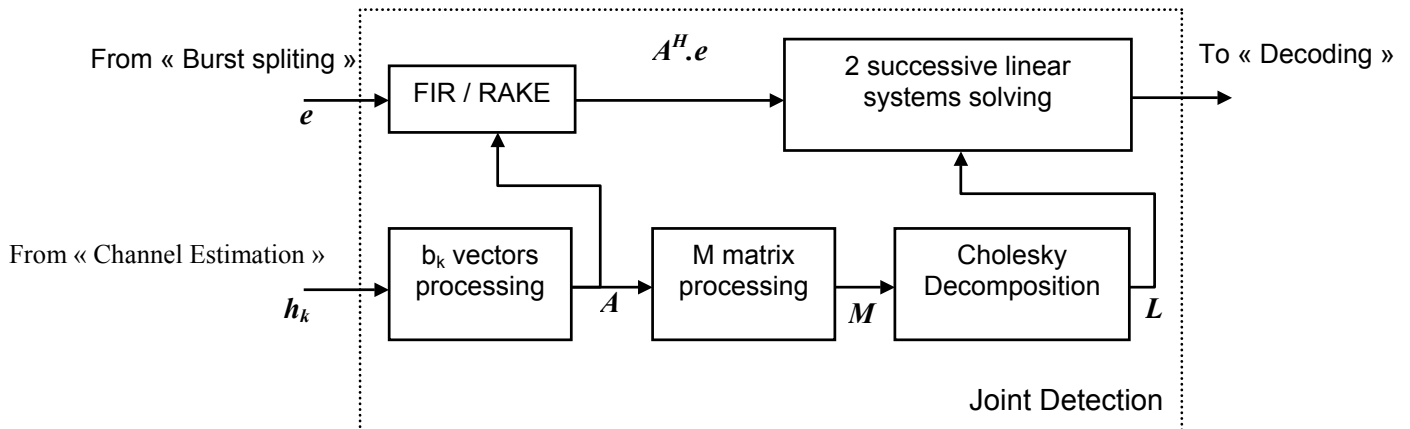 From « Burst spliting »
e
FIR / RAKE
A^H.e
2 successive linear
systems solving
To « Decoding »
From « Channel Estimation »
h_k
b_k vectors
processing
A
M matrix
processing
M
Cholesky
Decomposition
L
Joint Detection